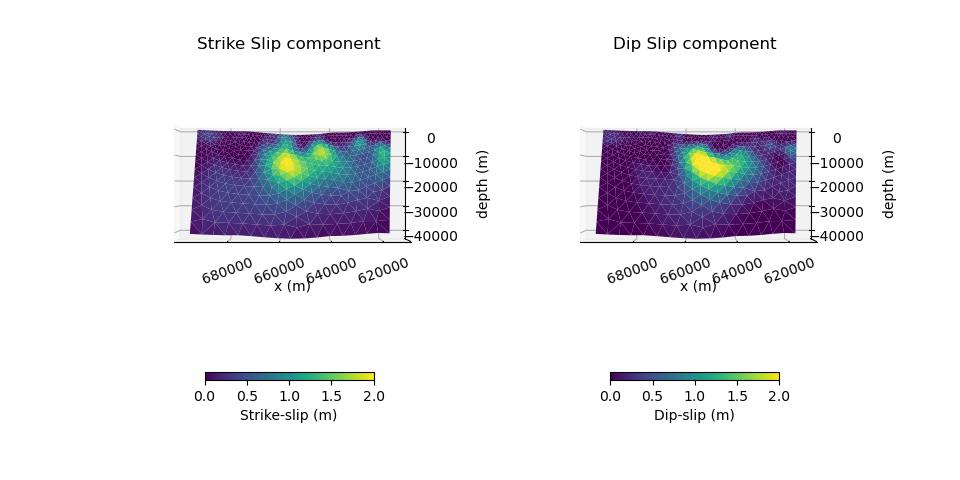 Strike Slip component
0
−10000
−20000
−30000
−40000
depth (m)
680000
660000
640000
620000
x (m)
0.0 0.5 1.0 1.5 2.0
Strike-slip (m)
Dip Slip component
0
−10000
−20000
−30000
−40000
depth (m)
680000
660000
640000
620000
x (m)
0.0 0.5 1.0 1.5 2.0
Dip-slip (m)